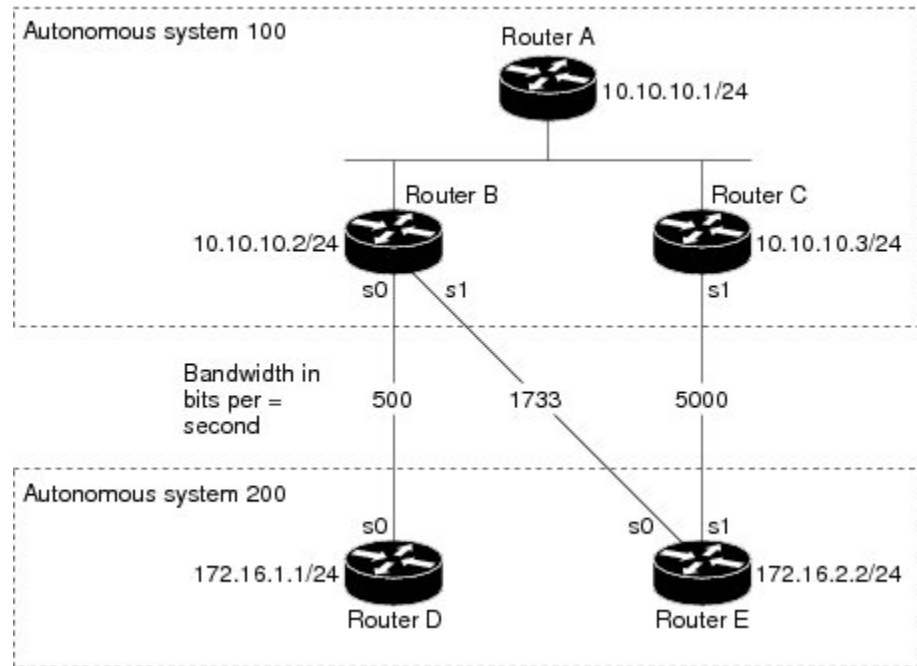 Autonomous system 100
Router A
10.10.10.1/24
Router B
Router C
10.10.10.2/24
10.10.10.3/24
s0
s1
s1
Bandwidth in
bits per =
second
500
1733
5000
Autonomous system 200
s0
s0
s1
172.16.1.1/24
172.16.2.2/24
Router D
Router E